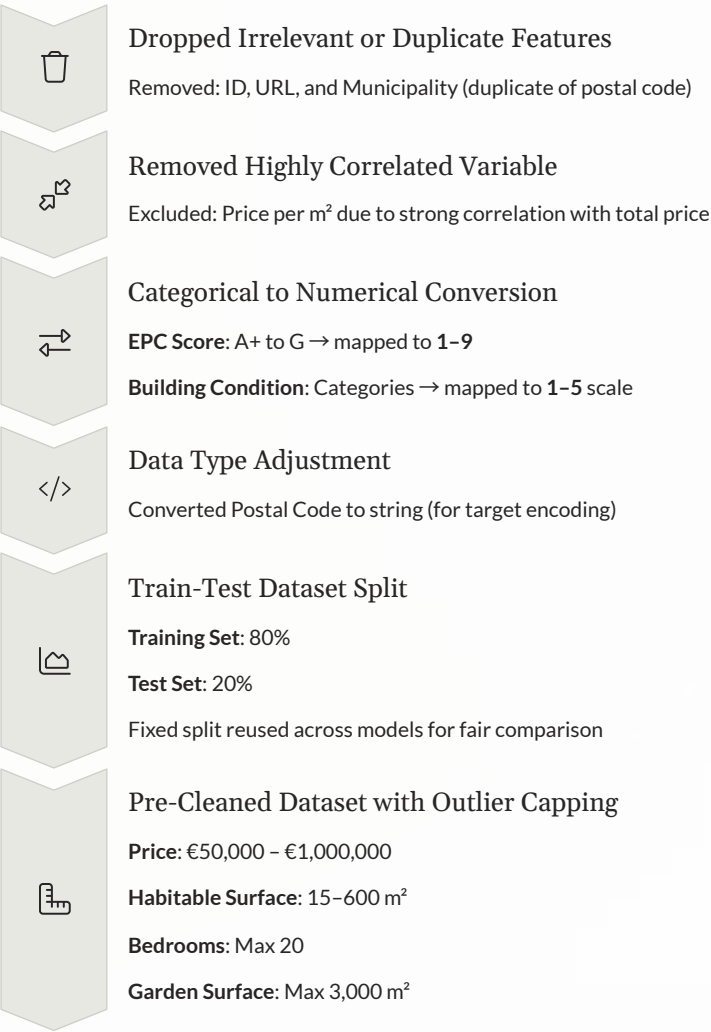 Dropped Irrelevant or Duplicate Features
Removed: ID, URL, and Municipality (duplicate of postal code)
Removed Highly Correlated Variable
Excluded: Price per m² due to strong correlation with total price
Categorical to Numerical Conversion
EPC Score: A+ to G → mapped to 1–9
Building Condition: Categories → mapped to 1–5 scale
</>
Data Type Adjustment
Converted Postal Code to string (for target encoding)
Train-Test Dataset Split
Training Set: 80%
Test Set: 20%
Fixed split reused across models for fair comparison
Pre-Cleaned Dataset with Outlier Capping
Price: €50,000 – €1,000,000
Habitable Surface: 15–600 m²
Bedrooms: Max 20
Garden Surface: Max 3,000 m²